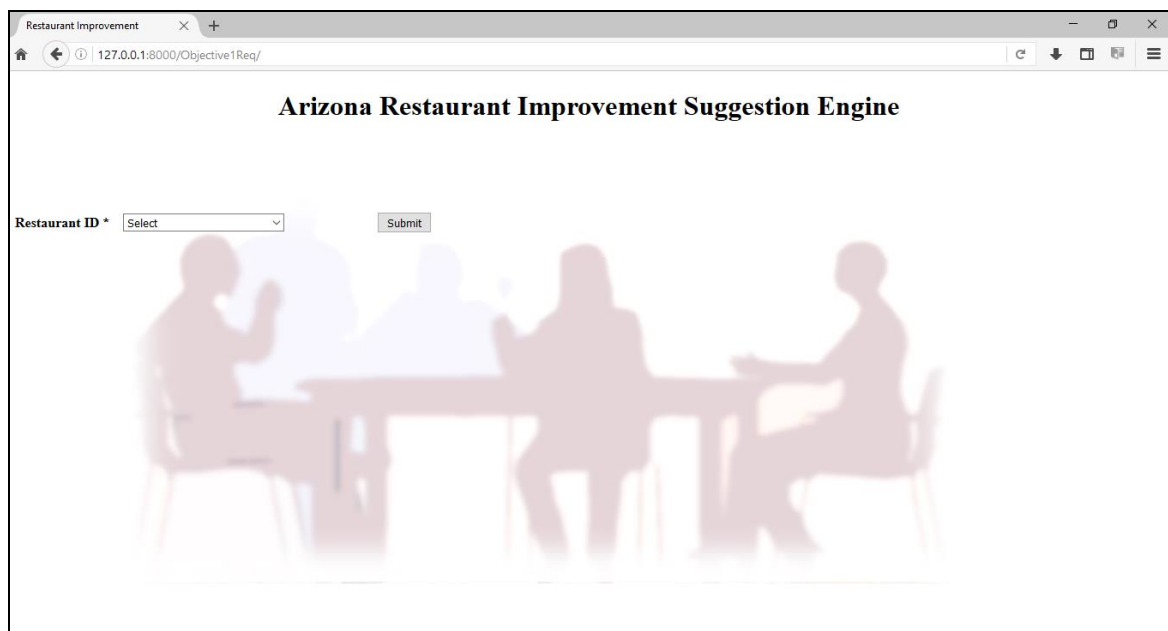 Restaurant Improvement
127.0.0.1:8000/Objective1Req/
Arizona Restaurant Improvement Suggestion Engine
Restaurant ID * Select Submit